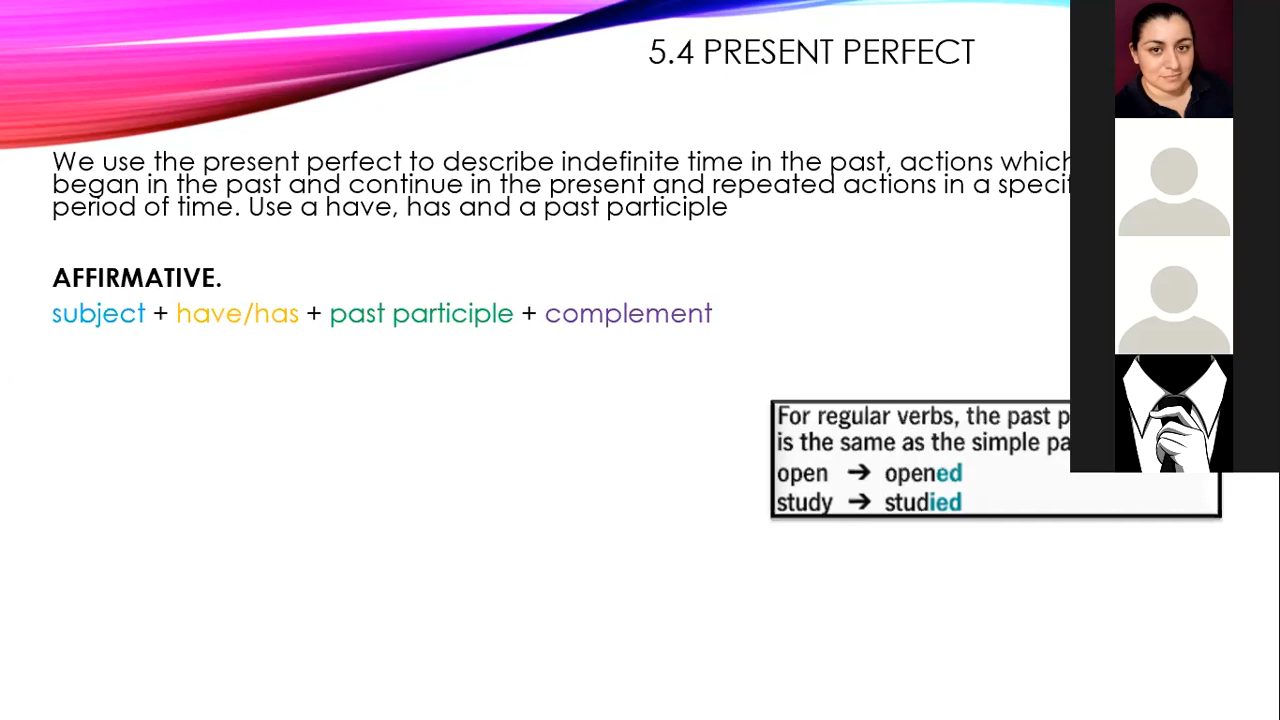 5.4 PRESENT PERFECT
We use the present perfect to describe indefinite time in the past, actions which
began in the past and continue in the present and repeated actions in a
period of time. Use a have, has and a past participle
AFFIRMATIVE.
subject + have/has + past participle + complement
For regular verbs, the past
is the same as the simple
open → opened
study → studied